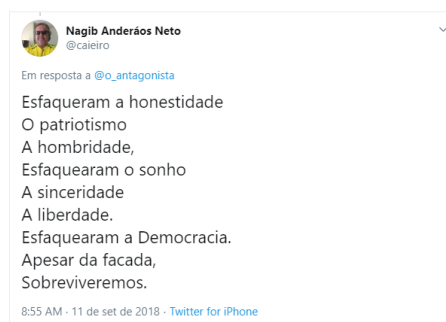 Nagib Anderáos Neto
@caieiro
Em resposta a @o_antagonista
Esfaqueram a honestidade
O patriotismo
A hombridade,
Esfaquearam o sonho
A sinceridade
A liberdade.
Esfaquearam a Democracia.
Apesar da facada,
Sobreviveremos.
8:55 AM · 11 de set de 2018 · Twitter for iPhone